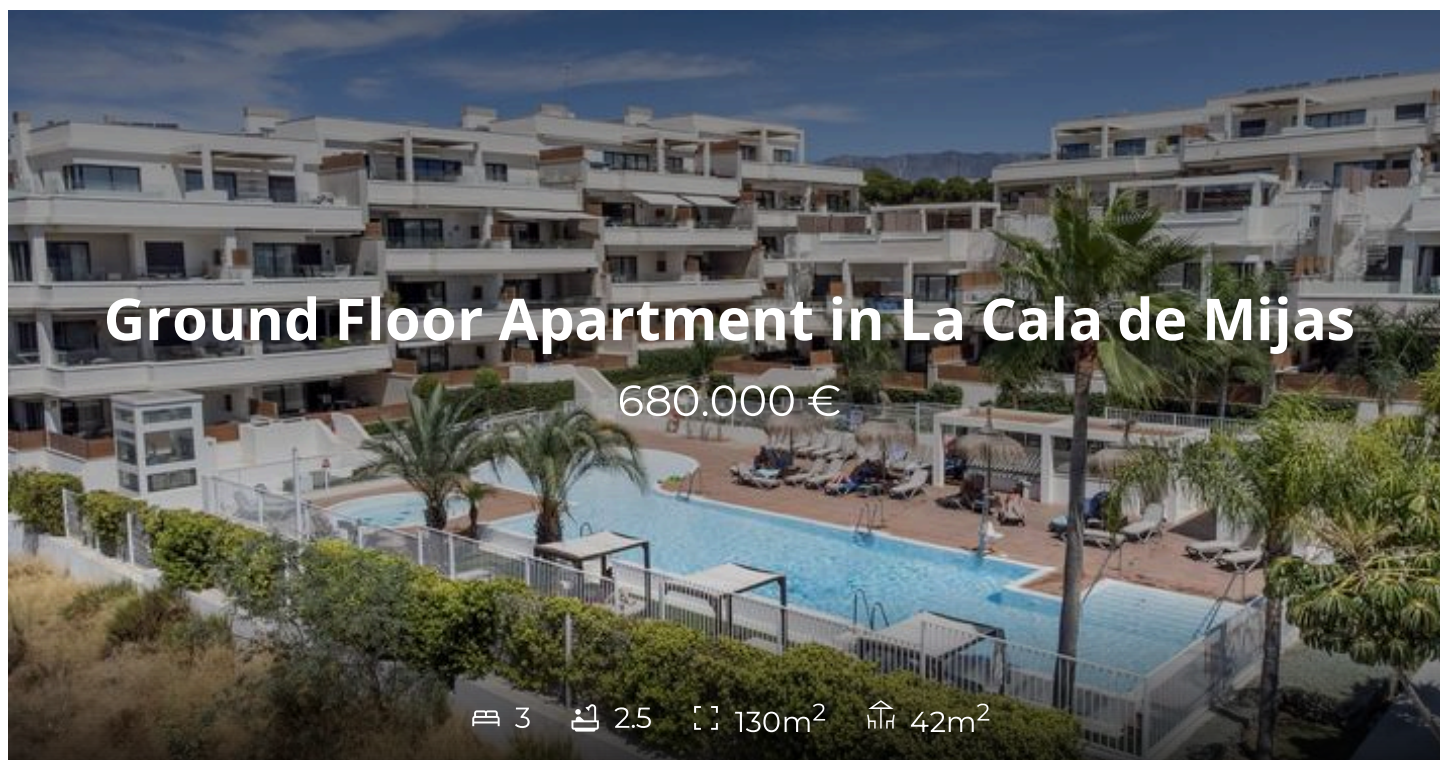 Ground Floor Apartment in La Cala de Mijas
680.000 €
3 2.5 130m² 42m²